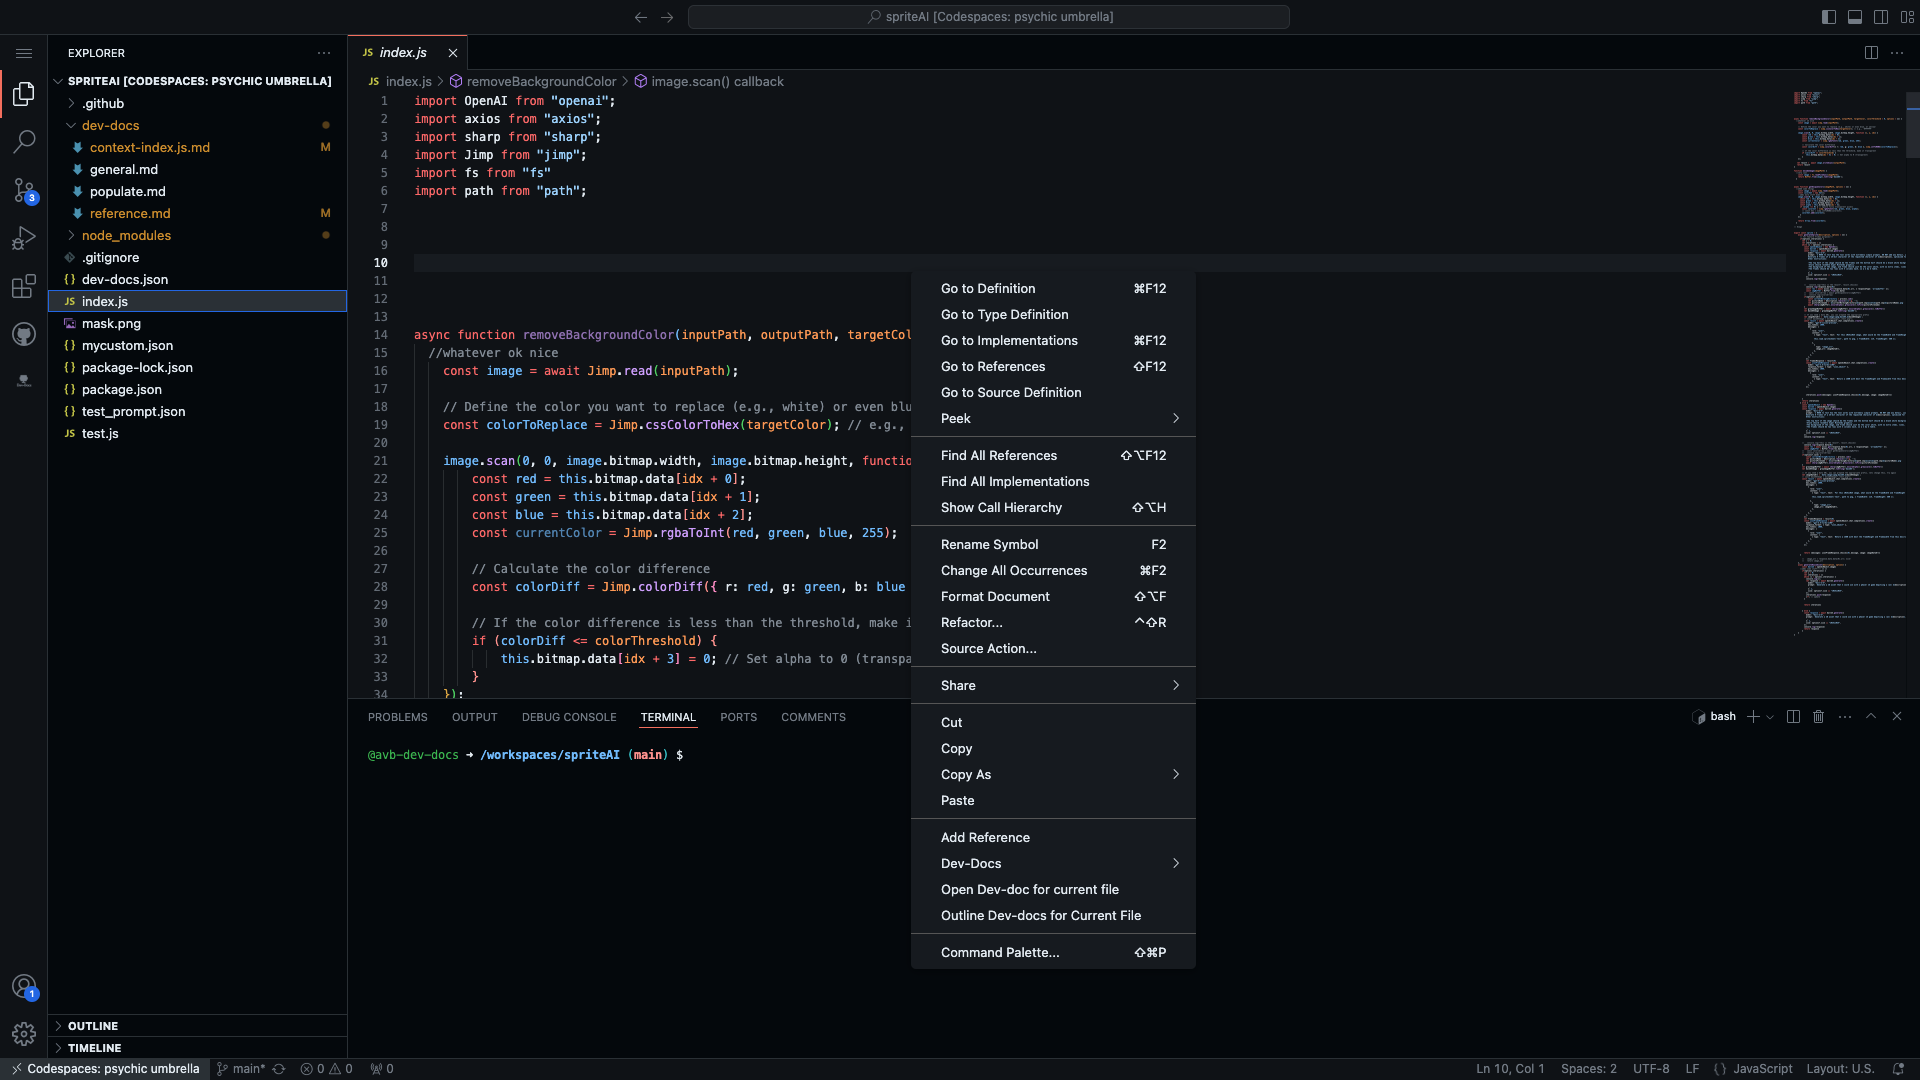 spriteAI [Codespaces: psychic umbrella]
EXPLORER
SPRITEAI [CODESPACES: PSYCHIC UMBRELLA]
.github
dev-docs
context-index.js.md M
general.md
populate.md
reference.md M
node_modules
.gitignore
{} dev-docs.json
JS index.js
mask.png
{} mycustom.json
{} package-lock.json
{} package.json
{} test_prompt.json
JS test.js
OUTLINE
TIMELINE
3
1
JS index.js
JS index.js > removeBackgroundColor > image.scan() callback
1 import OpenAI from "openai";
2 import axios from "axios";
3 import sharp from "sharp";
4 import Jimp from "jimp";
5 import fs from "fs"
6 import path from "path";
7
8
9
10
11
12
13
14 async function removeBackgroundColor(inputPath, outputPath, targetCol
15 //whatever ok nice
16 const image = await Jimp.read(inputPath);
17
18 // Define the color you want to replace (e.g., white) or even blu
19 const colorToReplace = Jimp.cssColorToHex(targetColor); // e.g.,
20
21 image.scan(0, 0, image.bitmap.width, image.bitmap.height, functio
22 const red = this.bitmap.data[idx + 0];
23 const green = this.bitmap.data[idx + 1];
24 const blue = this.bitmap.data[idx + 2];
25 const currentColor = Jimp.rgbaToInt(red, green, blue, 255);
26
27 // Calculate the color difference
28 const colorDiff = Jimp.colorDiff({ r: red, g: green, b: blue
29
30 // If the color difference is less than the threshold, make i
31 if (colorDiff <= colorThreshold) {
32 this.bitmap.data[idx + 3] = 0; // Set alpha to 0 (transpa
33 }
34 });
Go to Definition ⌘F12
Go to Type Definition
Go to Implementations ⌘F12
Go to References ⇧F12
Go to Source Definition
Peek
Find All References ⇧⌥F12
Find All Implementations
Show Call Hierarchy ⇧⌥H
Rename Symbol F2
Change All Occurrences ⌘F2
Format Document ⇧⌥F
Refactor... ^⇧R
Source Action...
Share
Cut
Copy
Copy As
Paste
Add Reference
Dev-Docs
Open Dev-doc for current file
Outline Dev-docs for Current File
Command Palette... ⇧⌘P
PROBLEMS OUTPUT DEBUG CONSOLE TERMINAL PORTS COMMENTS
bash
@avb-dev-docs → /workspaces/spriteAI (main) $
Codespaces: psychic umbrella main* 0 0 0
Ln 10, Col 1 Spaces: 2 UTF-8 LF {} JavaScript Layout: U.S.